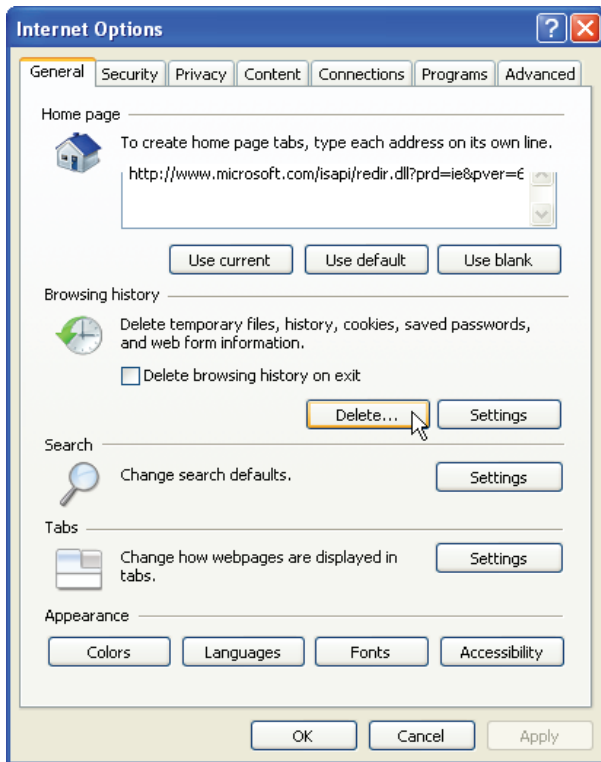 Internet Options
?
General Security Privacy Content Connections Programs Advanced
Home page
To create home page tabs, type each address on its own line.
http://www.microsoft.com/isapi/redir.dll?prd=ie&pver=6
Use current Use default Use blank
Browsing history
Delete temporary files, history, cookies, saved passwords,
and web form information.
Delete browsing history on exit
Delete... Settings
Search
Change search defaults. Settings
Tabs
Change how webpages are displayed in
tabs.
Settings
Appearance
Colors Languages Fonts Accessibility
OK Cancel Apply